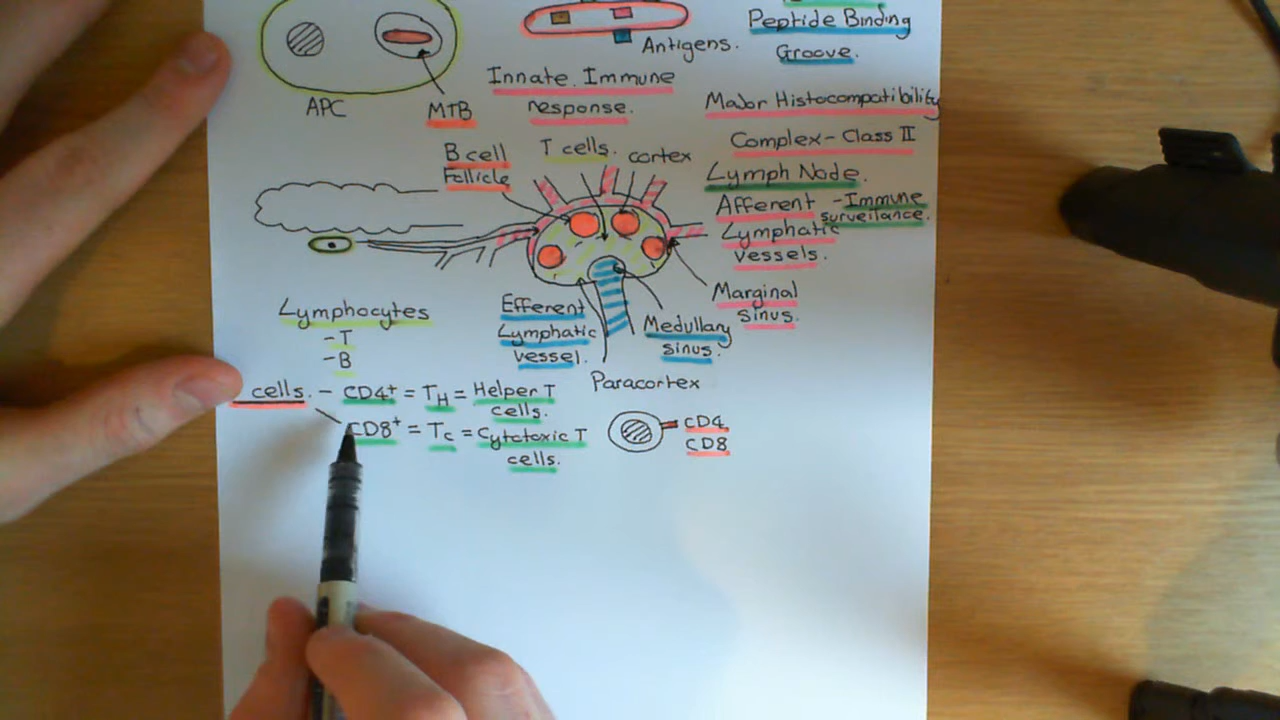 Peptide Binding
Groove.
Antigens.
APC
MTB
Innate Immune
response.
Major Histocompatibility
Complex - Class II
B cell
Follicle
T cells.
cortex
Lymph Node.
Afferent - Immune
surveilance.
Lymphatic
vessels.
Marginal
sinus.
Lymphocytes
- T
- B
Efferent
Lymphatic
vessel.
Medullary
sinus.
Paracortex
cells. - CD4+ = TH = Helper T
cells.
CD8+ = Tc = Cytotoxic T
cells.
CD4
CD8